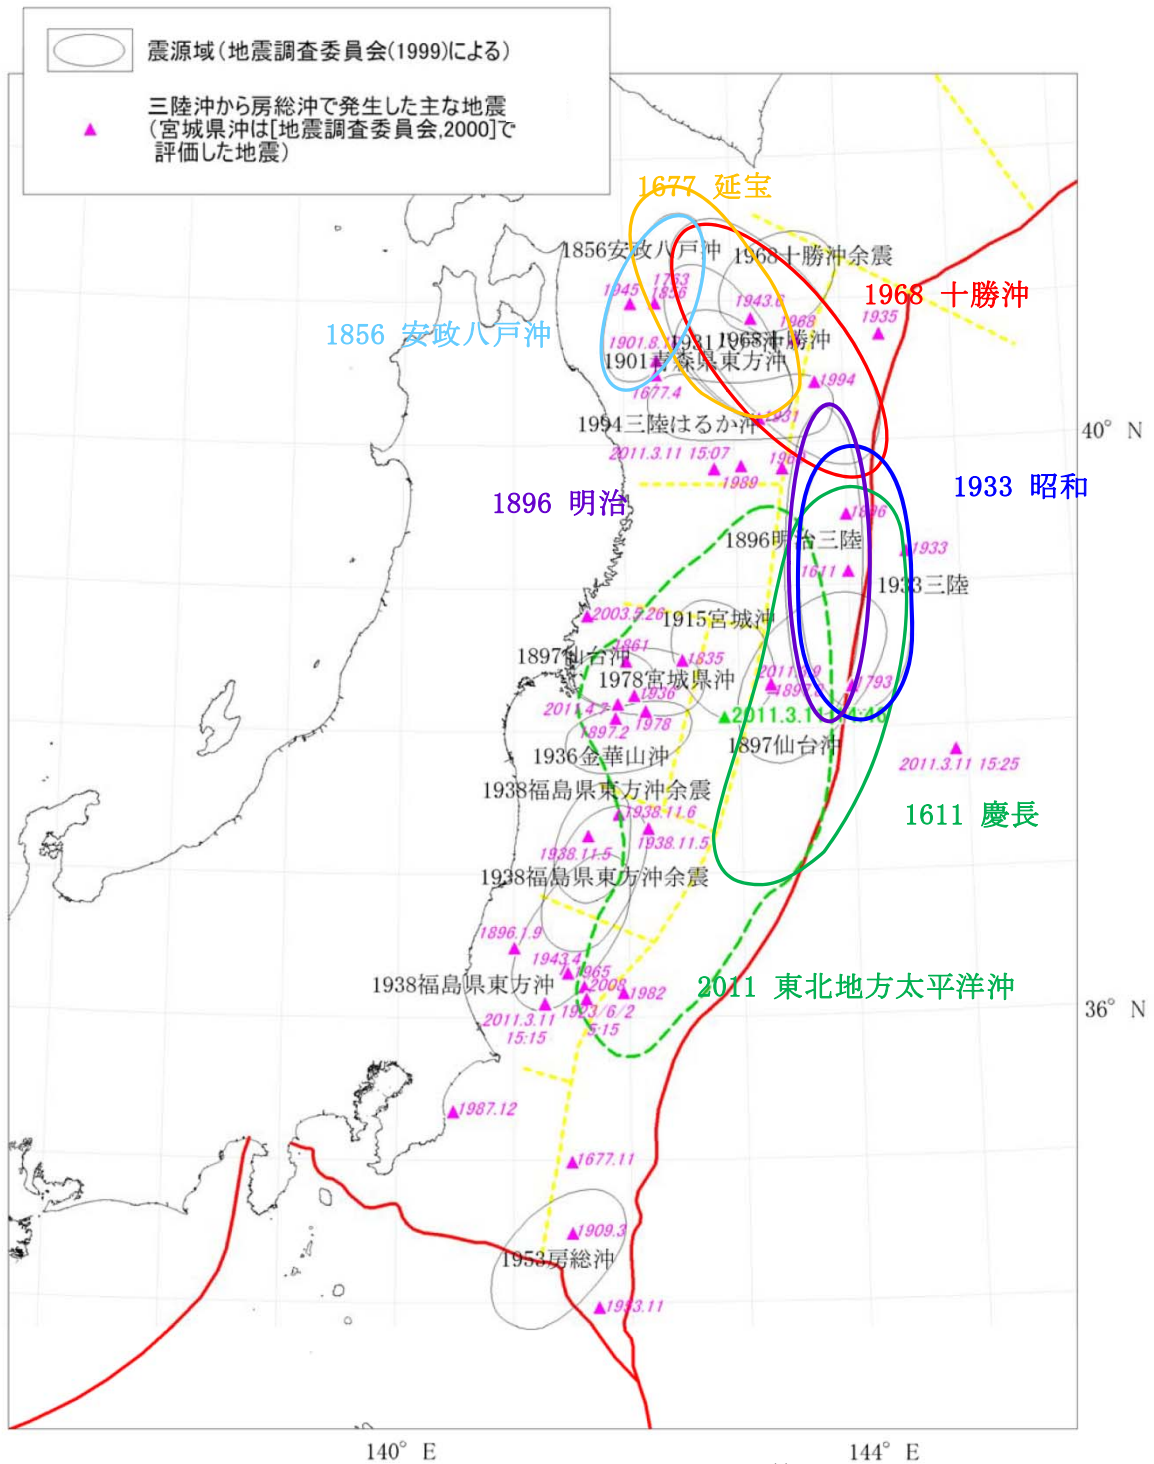 震源域(地震調査委員会(1999)による)
三陸沖から房総沖で発生した主な地震
(宮城県沖は[地震調査委員会,2000]で
評価した地震)
1677 延宝
1856安政八戸沖
1968十勝沖余震
1763
1945
1856
1968 十勝沖
1943.6
1968
1935
1856 安政八戸沖
1901.8.
1968十勝沖
1901青森県東方沖
1994
1677.4
1931
1994三陸はるか沖
40° N
2011.3.11 15:07
1989
1933 昭和
1896 明治
1896
1896明治三陸
1933
1611
1933三陸
2003.5.26
1915宮城沖
1861
1897仙台沖
1835
1978宮城県沖
2011.3.9
1793
1936
1897.8
2011.4.7
1978
2011.3.11 14:46
1897.2
1897仙台沖
1936金華山沖
2011.3.11 15:25
1938福島県東方沖余震
1938.11.6
1611 慶長
1938.11.5
1938.11.5
1938福島県東方沖余震
1896.1.9
1943.4
1965
1938福島県東方沖
2008
1982
2011 東北地方太平洋沖
1923/6/2
5:15
2011.3.11
15:15
36° N
1987.12
1677.11
1909.3
1953房総沖
1953.11
140° E
144° E